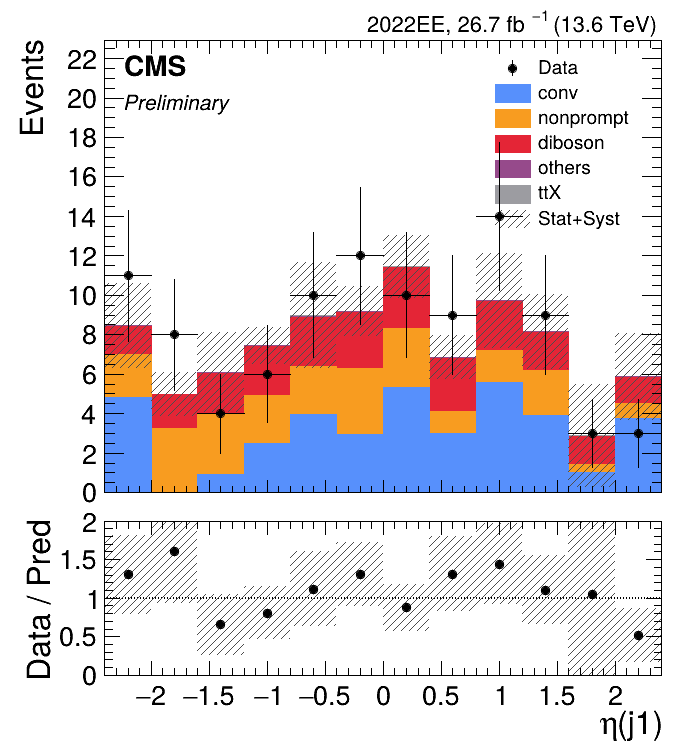 2022EE, 26.7 fb⁻¹ (13.6 TeV)
CMS
Preliminary
Events
22
20
18
16
14
12
10
8
6
4
2
0
Data
conv
nonprompt
diboson
others
ttX
Stat+Syst
Data / Pred
2
1.5
1
0.5
0
−2 −1.5 −1 −0.5 0 0.5 1 1.5 2
η(j1)